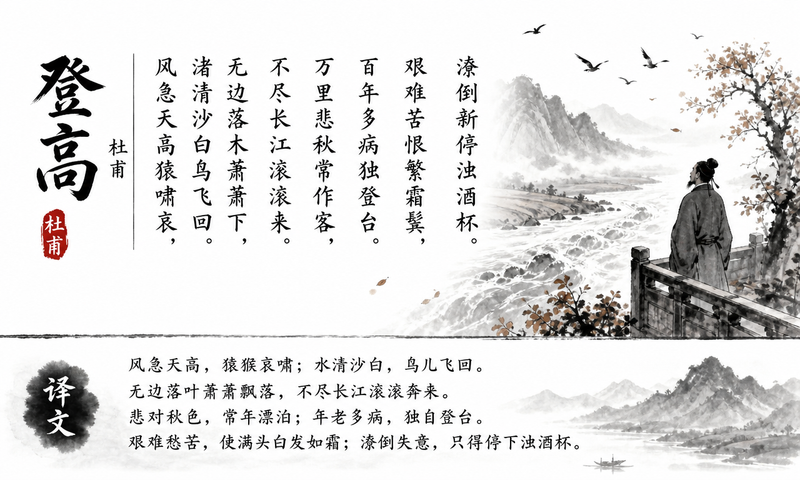 登高
杜甫
杜甫
风急天高猿啸哀，
渚清沙白鸟飞回。
无边落木萧萧下，
不尽长江滚滚来。
万里悲秋常作客，
百年多病独登台。
艰难苦恨繁霜鬓，
潦倒新停浊酒杯。
译文
风急天高，猿猴哀啸；水清沙白，鸟儿飞回。
无边落叶萧萧飘落，不尽长江滚滚奔来。
悲对秋色，常年漂泊；年老多病，独自登台。
艰难愁苦，使满头白发如霜；潦倒失意，只得停下浊酒杯。